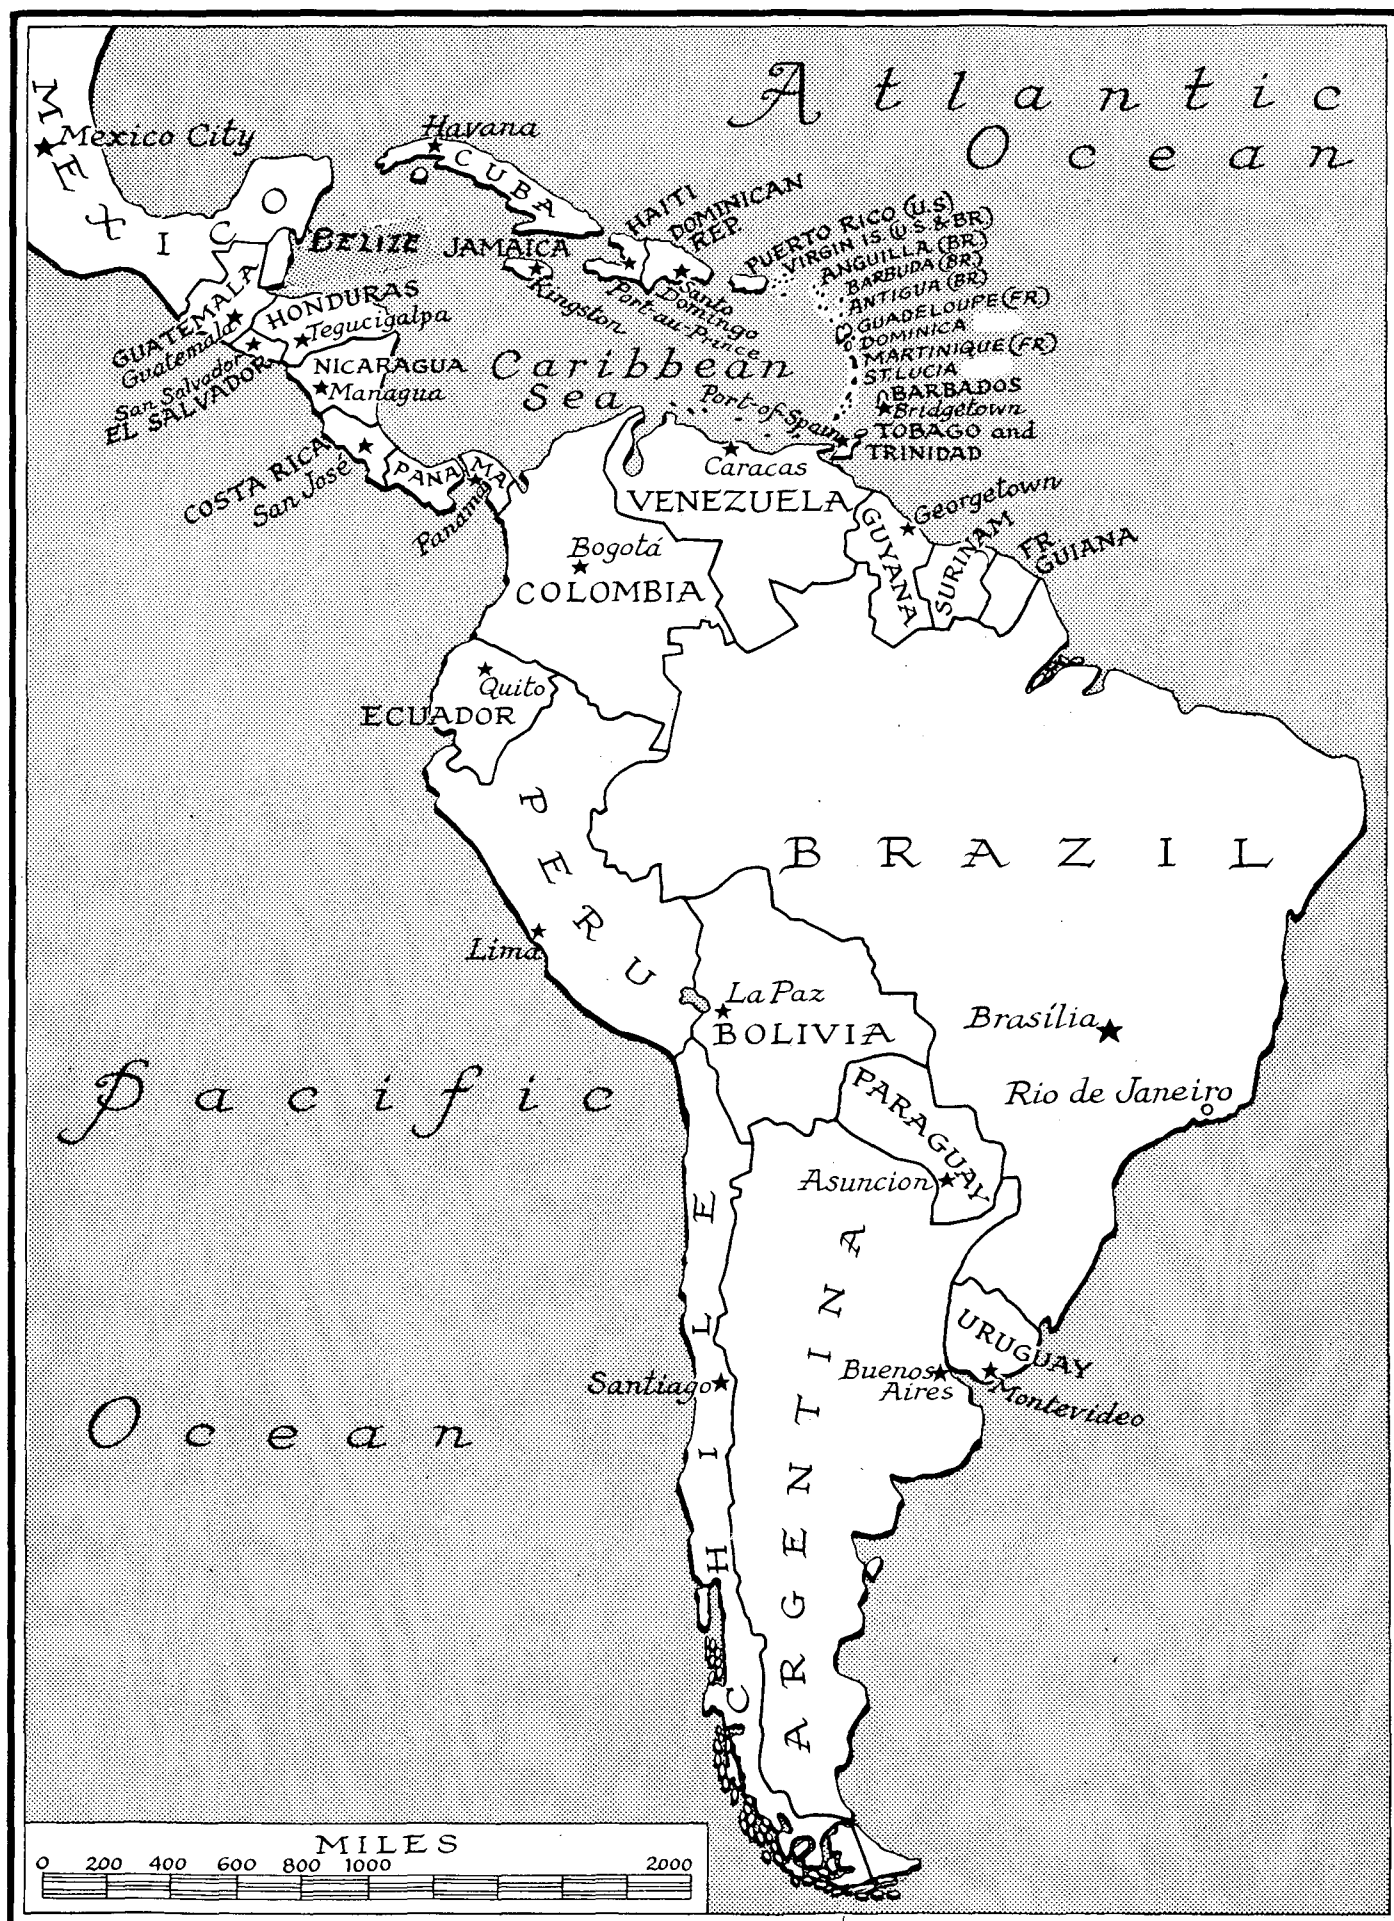 Atlantic
Ocean
MEXICO
Mexico City
Havana
CUBA
HAITI
DOMINICAN
REP.
PUERTO RICO (U.S)
VIRGIN IS (U.S & BR)
ANGUILLA (BR)
BARBUDA (BR)
ANTIGUA (BR)
GUADELOUPE (FR)
DOMINICA
MARTINIQUE (FR)
ST. LUCIA
BARBADOS
Bridgetown
TOBAGO and
TRINIDAD
BELIZE
JAMAICA
Kingston
Port-au-Prince
Santo
Domingo
GUATEMALA
Guatemala
HONDURAS
Tegucigalpa
San Salvador
EL SALVADOR
NICARAGUA
Managua
Caribbean
Sea
Port-of-Spain
COSTA RICA
San José
PANAMA
Panama
Caracas
VENEZUELA
Georgetown
GUYANA
SURINAM
FR.
GUIANA
Bogotá
COLOMBIA
Quito
ECUADOR
PERU
Lima
BRAZIL
Brasília
Rio de Janeiro
La Paz
BOLIVIA
PARAGUAY
Asuncion
Pacific
Ocean
CHILE
Santiago
ARGENTINA
Buenos
Aires
URUGUAY
Montevideo
MILES
0 200 400 600 800 1000 2000